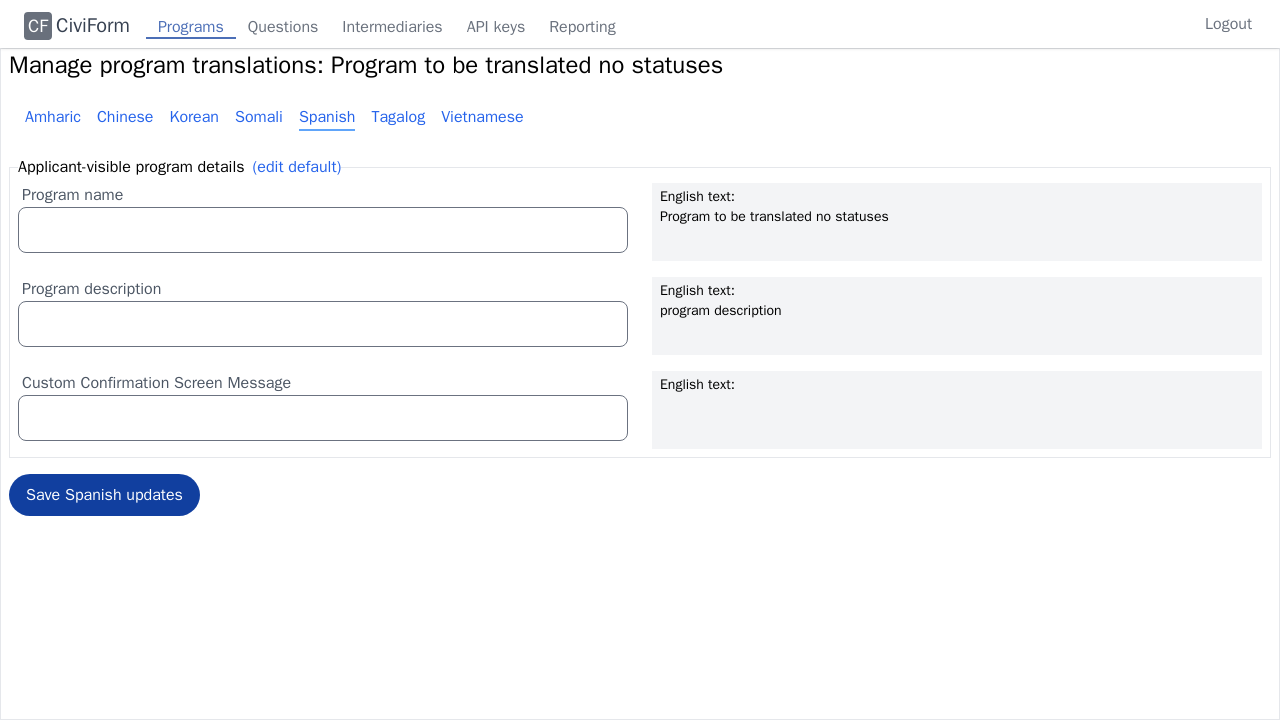 CF CiviForm Programs Questions Intermediaries API keys Reporting Logout
Manage program translations: Program to be translated no statuses
Amharic Chinese Korean Somali Spanish Tagalog Vietnamese
Applicant-visible program details (edit default)
Program name
English text:
Program to be translated no statuses
Program description
English text:
program description
Custom Confirmation Screen Message
English text:
Save Spanish updates